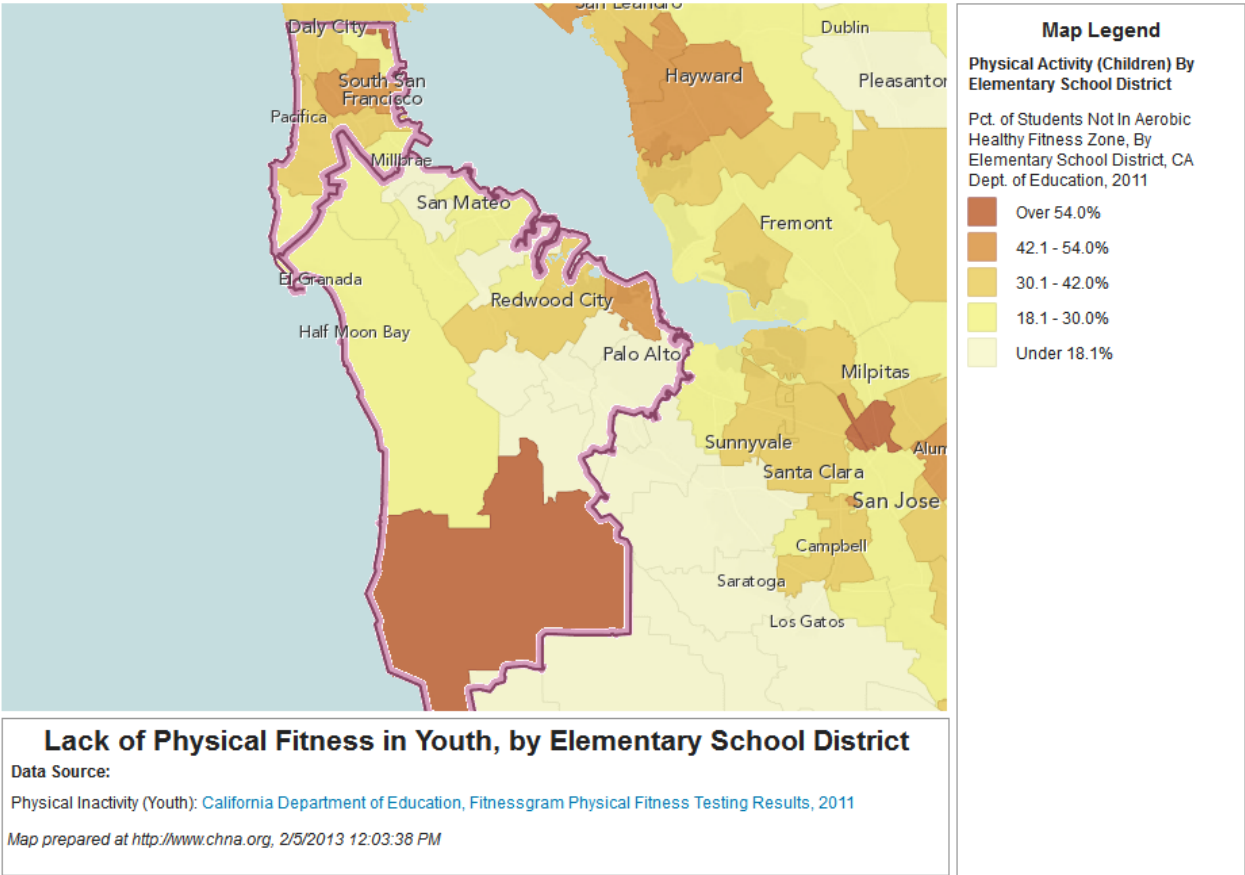 San Leandro
Daly City
Dublin
Hayward
Pleasanton
South San
Francisco
Pacifica
Millbrae
San Mateo
Fremont
El Granada
Redwood City
Half Moon Bay
Palo Alto
Milpitas
Sunnyvale
Alum
Santa Clara
San Jose
Campbell
Saratoga
Los Gatos
Map Legend
Physical Activity (Children) By
Elementary School District
Pct. of Students Not In Aerobic
Healthy Fitness Zone, By
Elementary School District, CA
Dept. of Education, 2011
Over 54.0%
42.1 - 54.0%
30.1 - 42.0%
18.1 - 30.0%
Under 18.1%
Lack of Physical Fitness in Youth, by Elementary School District
Data Source:
Physical Inactivity (Youth): California Department of Education, Fitnessgram Physical Fitness Testing Results, 2011
Map prepared at http://www.chna.org, 2/5/2013 12:03:38 PM